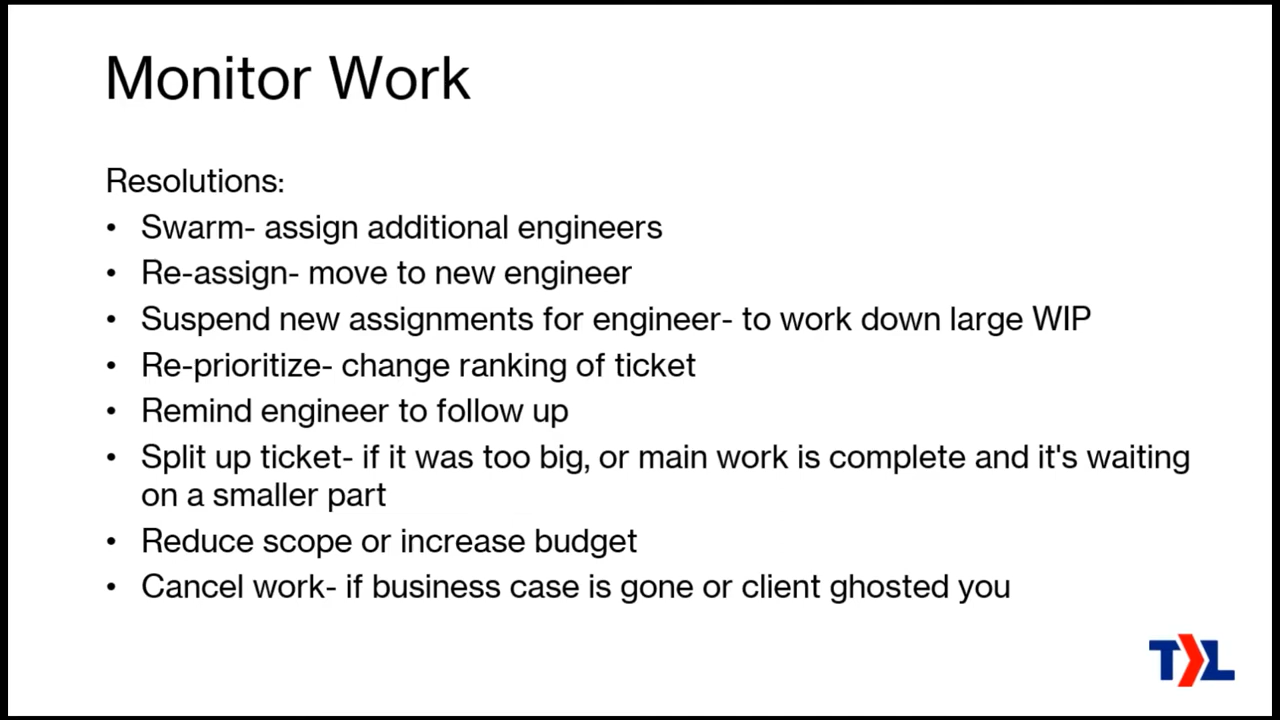 Monitor Work
Resolutions:
• Swarm- assign additional engineers
• Re-assign- move to new engineer
• Suspend new assignments for engineer- to work down large WIP
• Re-prioritize- change ranking of ticket
• Remind engineer to follow up
• Split up ticket- if it was too big, or main work is complete and it's waiting
on a smaller part
• Reduce scope or increase budget
• Cancel work- if business case is gone or client ghosted you
TL